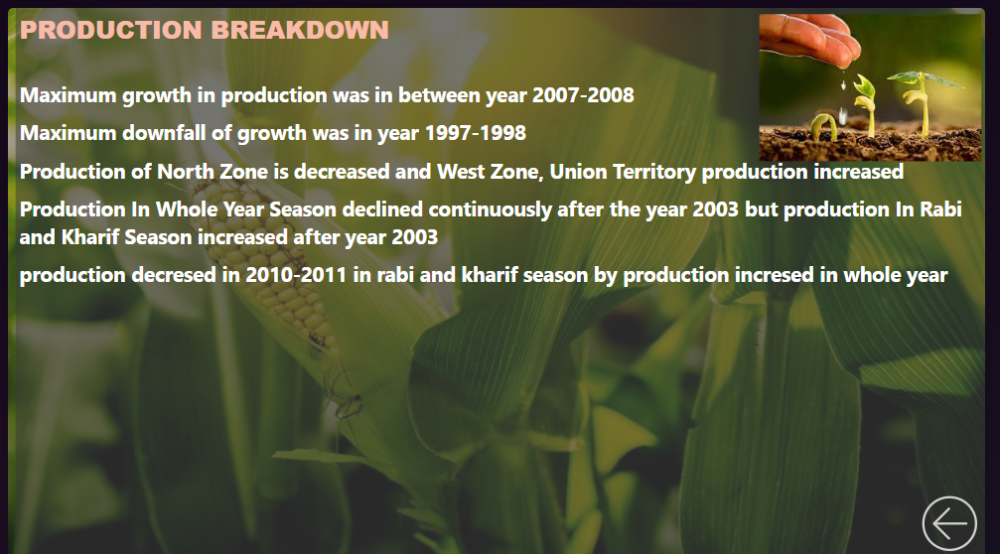 PRODUCTION BREAKDOWN
Maximum growth in production was in between year 2007-2008
Maximum downfall of growth was in year 1997-1998
Production of North Zone is decreased and West Zone, Union Territory production increased
Production In Whole Year Season declined continuously after the year 2003 but production In Rabi
and Kharif Season increased after year 2003
production decresed in 2010-2011 in rabi and kharif season by production incresed in whole year